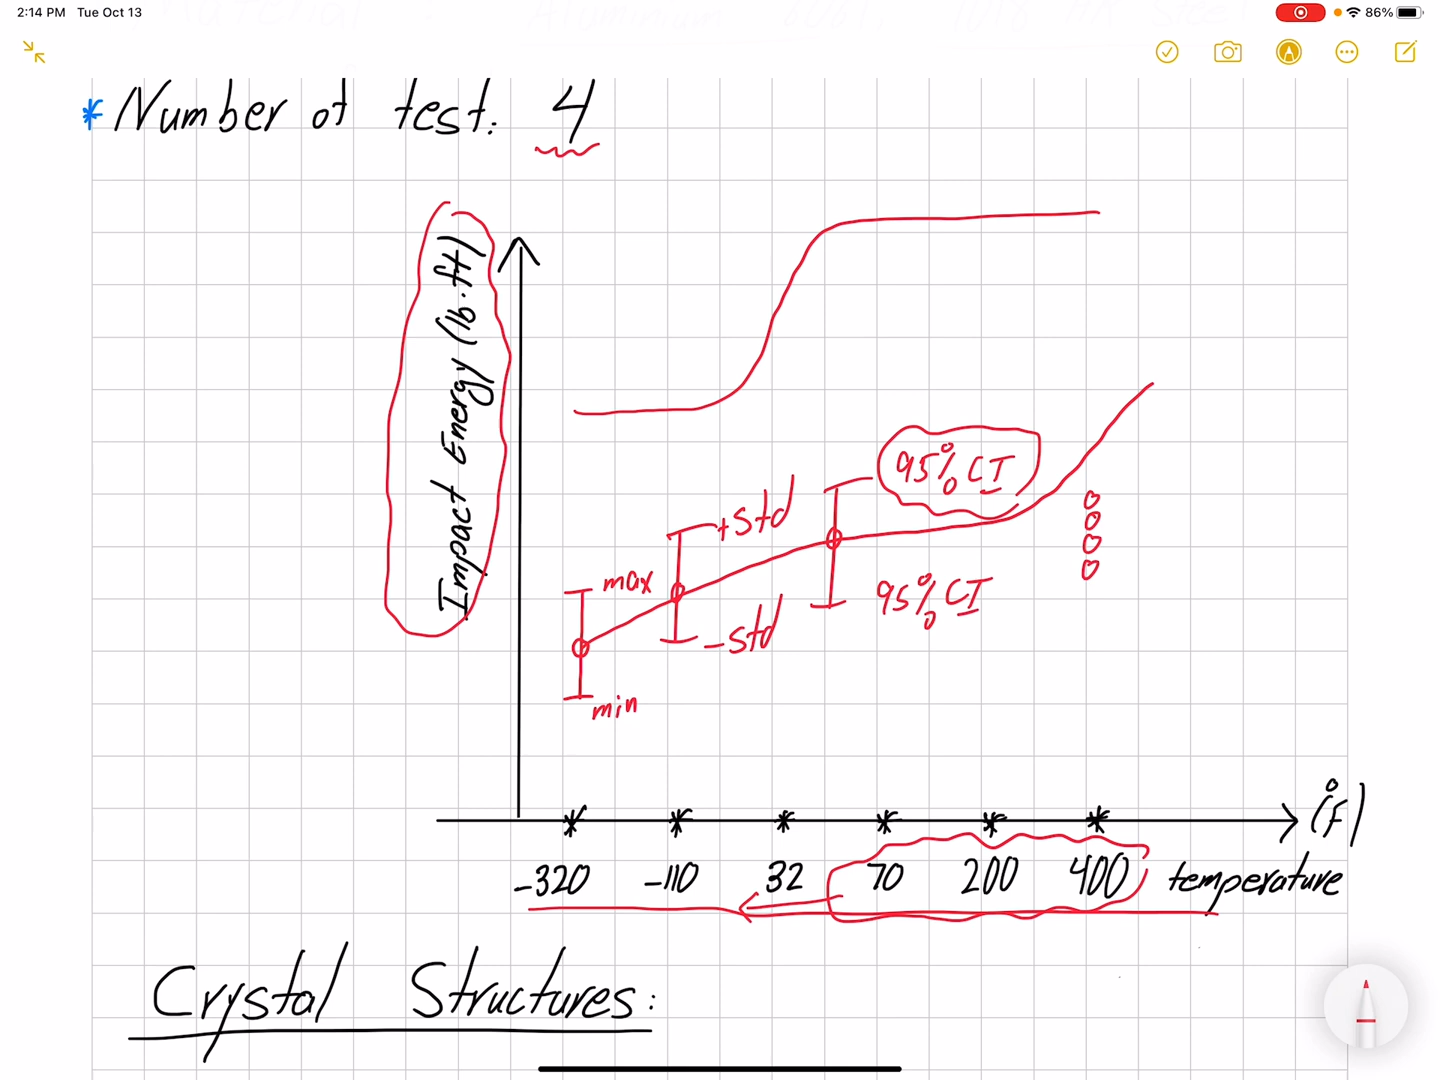 2:14 PM Tue Oct 13
86%
* Number of test: 4
Impact Energy (lb·ft)
95% CI
+std
max
95% CI
-std
min
(°F)
-320 -110 32 70 200 400 temperature
Crystal Structures: